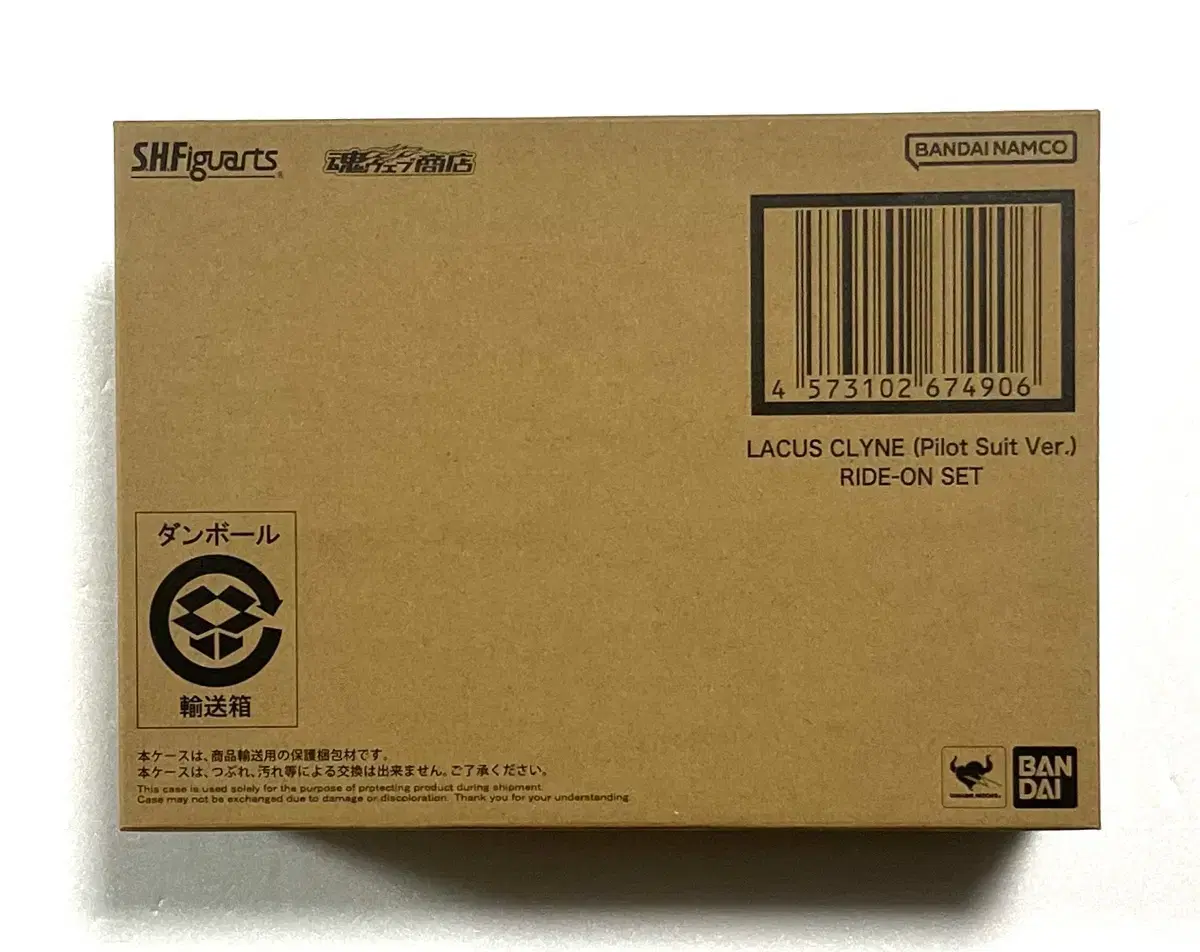 S.H.Figuarts
魂ウェブ商店
BANDAI NAMCO
4 573102 674906
LACUS CLYNE (Pilot Suit Ver.)
RIDE-ON SET
ダンボール
輸送箱
本ケースは、商品輸送用の保護梱包材です。
本ケースは、つぶれ、汚れ等による交換は出来ません。ご了承ください。
This case is used solely for the purpose of protecting product during shipment.
Case may not be exchanged due to damage or discoloration. Thank you for your understanding.
BAN
DAI